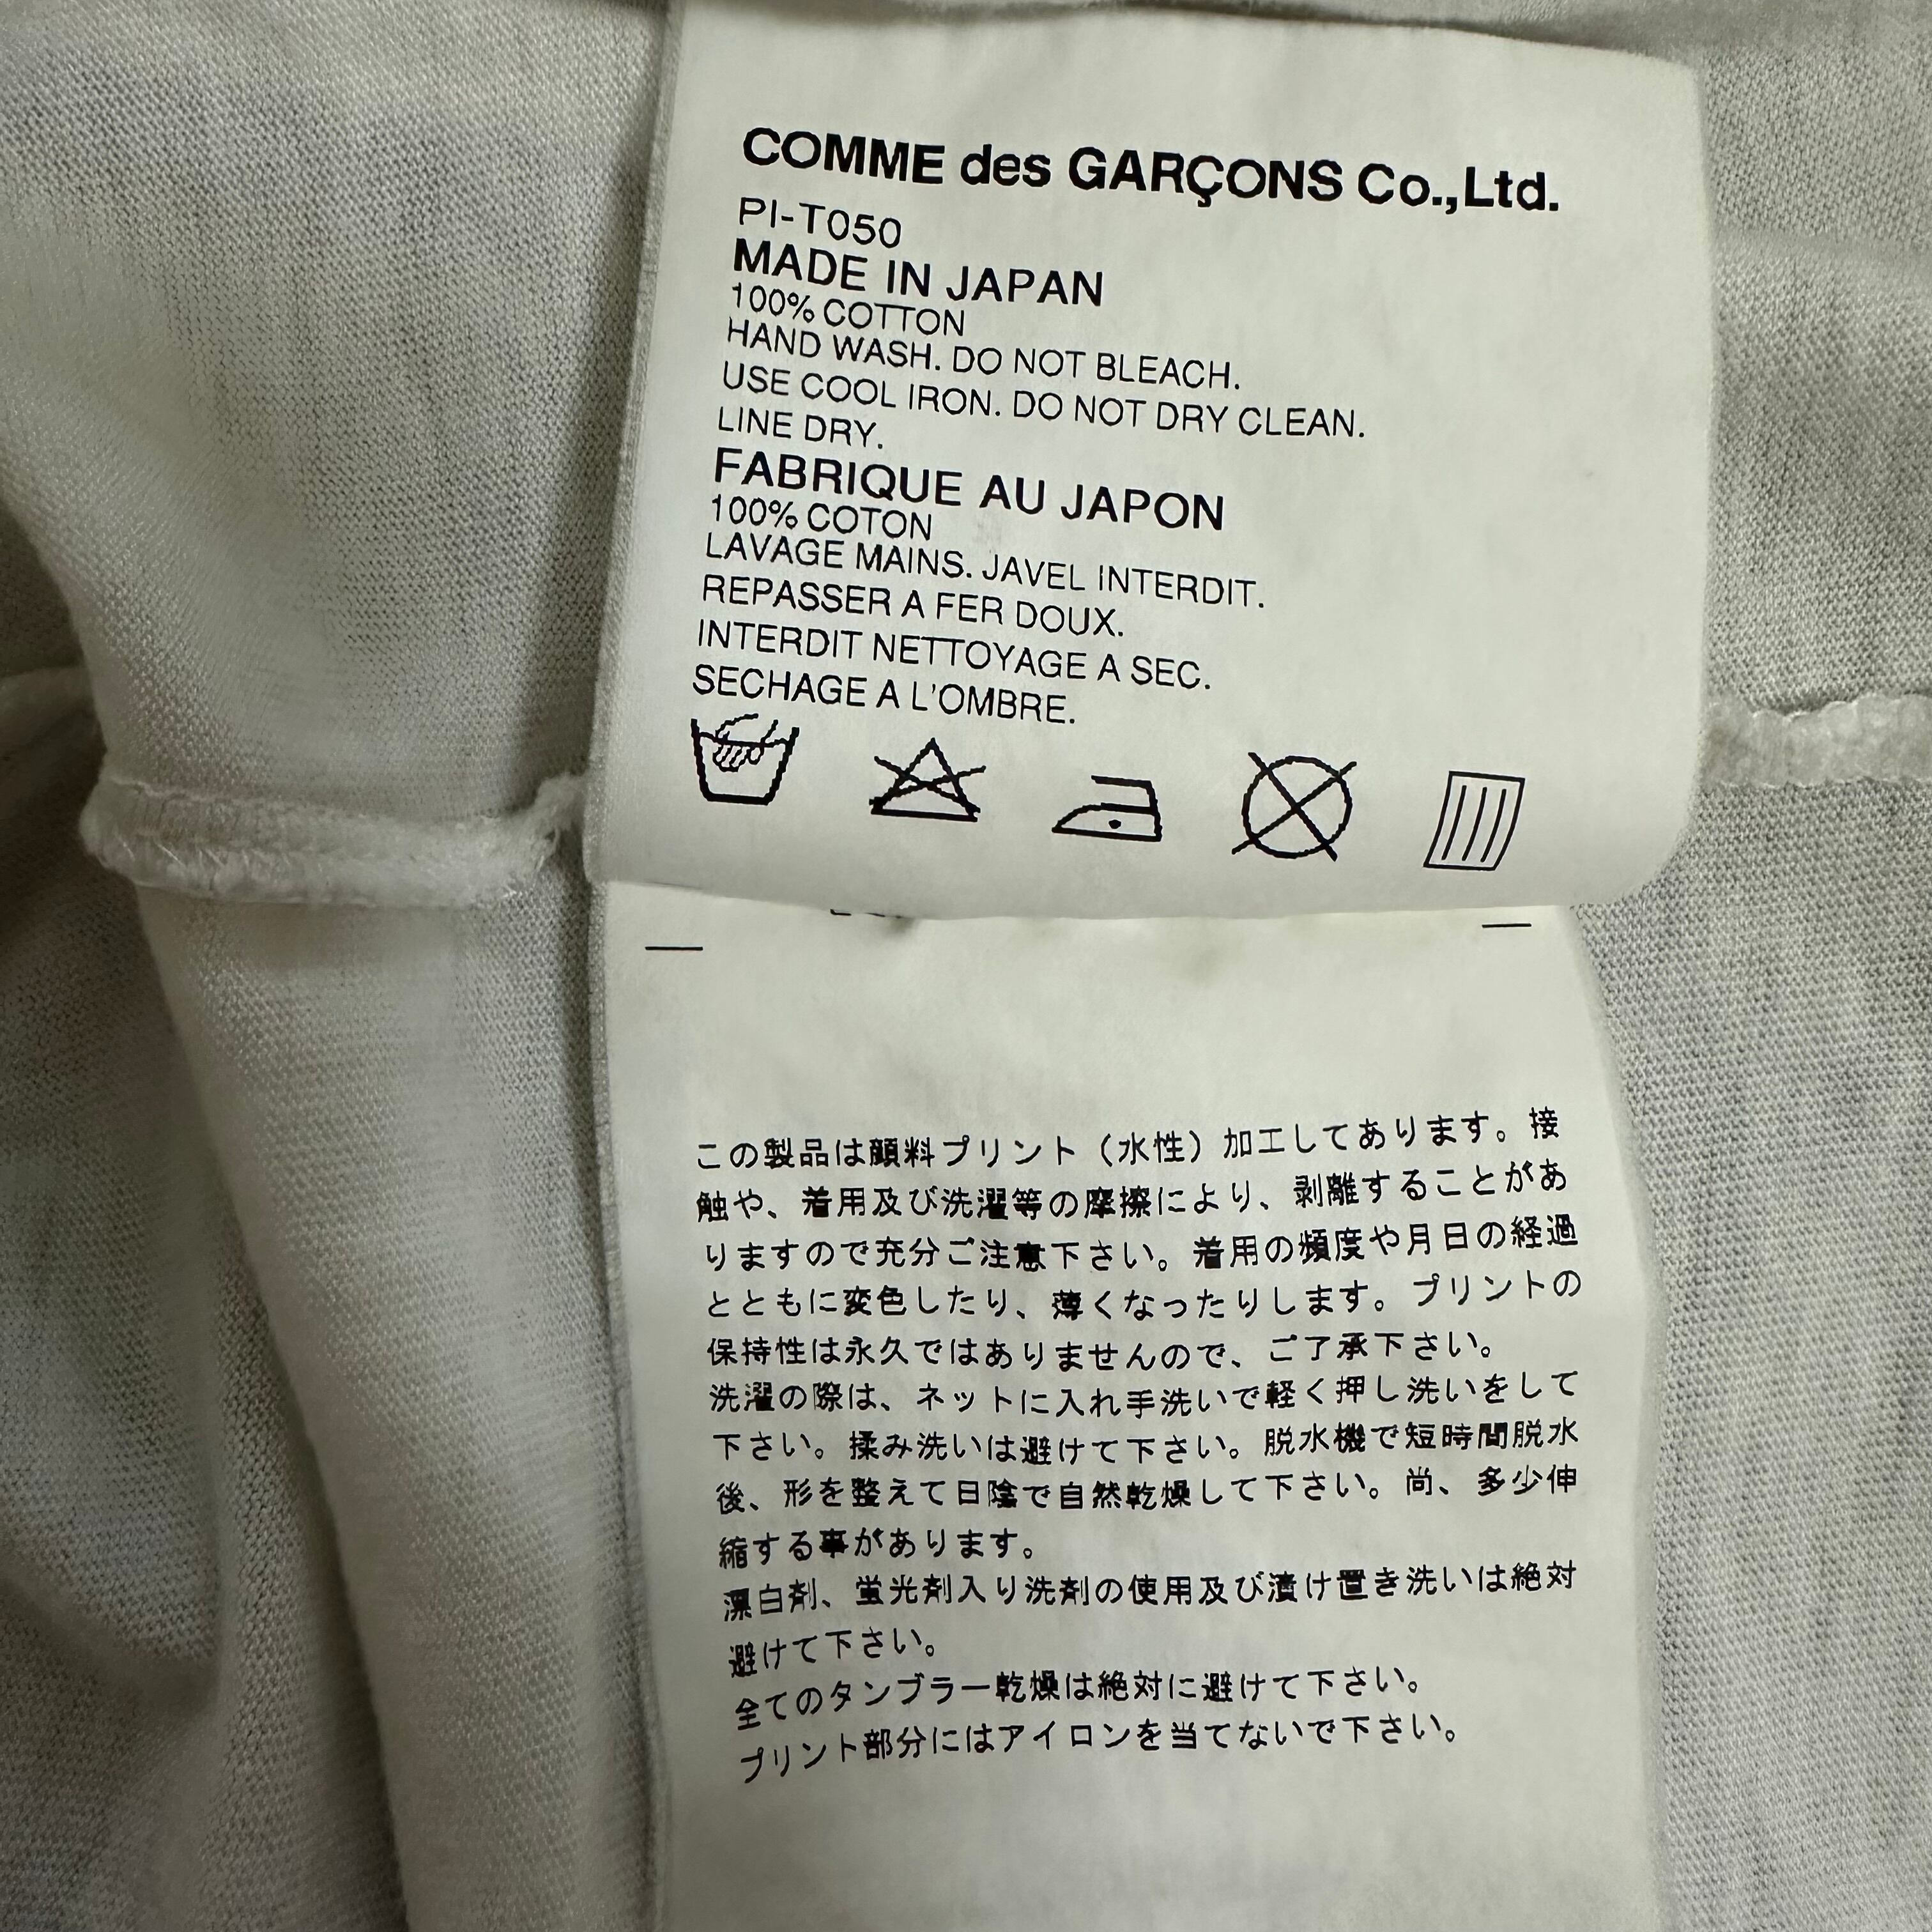 COMME des GARÇONS Co.,Ltd.
PI-T050
MADE IN JAPAN
100% COTTON
HAND WASH. DO NOT BLEACH.
USE COOL IRON. DO NOT DRY CLEAN.
LINE DRY.
FABRIQUE AU JAPON
100% COTON
LAVAGE MAINS. JAVEL INTERDIT.
REPASSER A FER DOUX.
INTERDIT NETTOYAGE A SEC.
SECHAGE A L'OMBRE.
この製品は顔料プリント（水性）加工してあります。接
触や、着用及び洗濯等の摩擦により、剥離することがあ
りますので充分ご注意下さい。着用の頻度や月日の経過
とともに変色したり、薄くなったりします。プリントの
保持性は永久ではありませんので、ご了承下さい。
洗濯の際は、ネットに入れ手洗いで軽く押し洗いをして
下さい。揉み洗いは避けて下さい。脱水機で短時間脱水
後、形を整えて日陰で自然乾燥して下さい。尚、多少伸
縮する事があります。
漂白剤、蛍光剤入り洗剤の使用及び漬け置き洗いは絶対
避けて下さい。
全てのタンブラー乾燥は絶対に避けて下さい。
プリント部分にはアイロンを当てないで下さい。